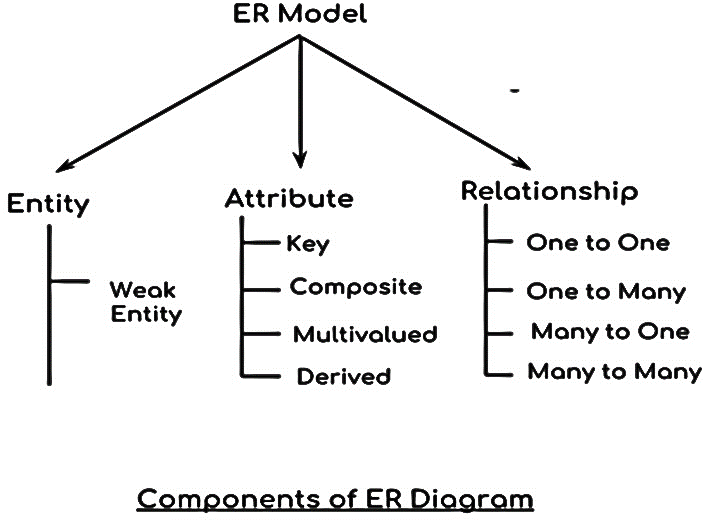 ER Model
Entity
Weak
Entity
Attribute
Key
Composite
Multivalued
Derived
Relationship
One to One
One to Many
Many to One
Many to Many
Components of ER Diagram